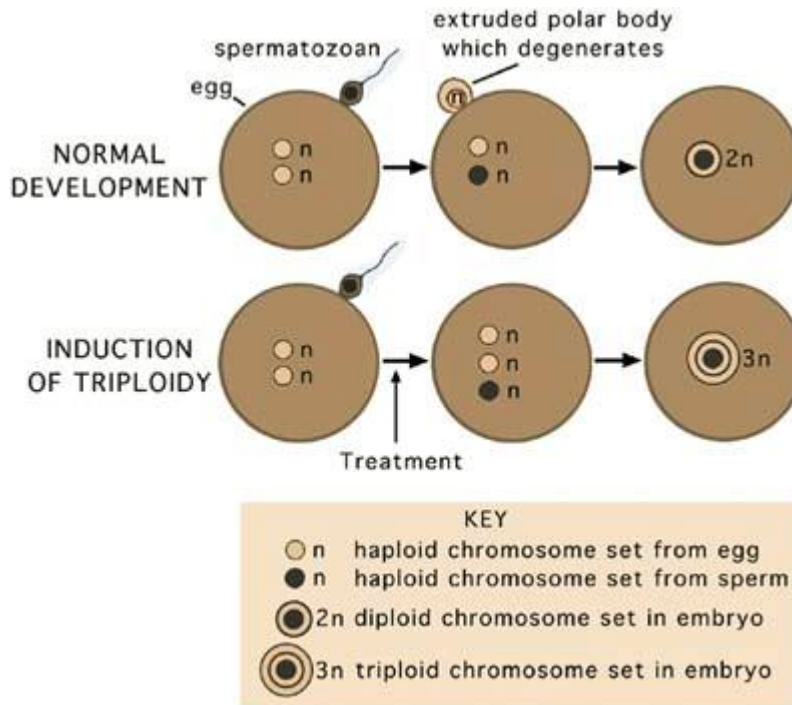 extruded polar body
which degenerates
spermatozoan
egg
n
NORMAL
DEVELOPMENT
n
n
n
n
2n
INDUCTION
OF TRIPLOIDY
n
n
n
n
n
3n
Treatment
KEY
n haploid chromosome set from egg
n haploid chromosome set from sperm
2n diploid chromosome set in embryo
3n triploid chromosome set in embryo